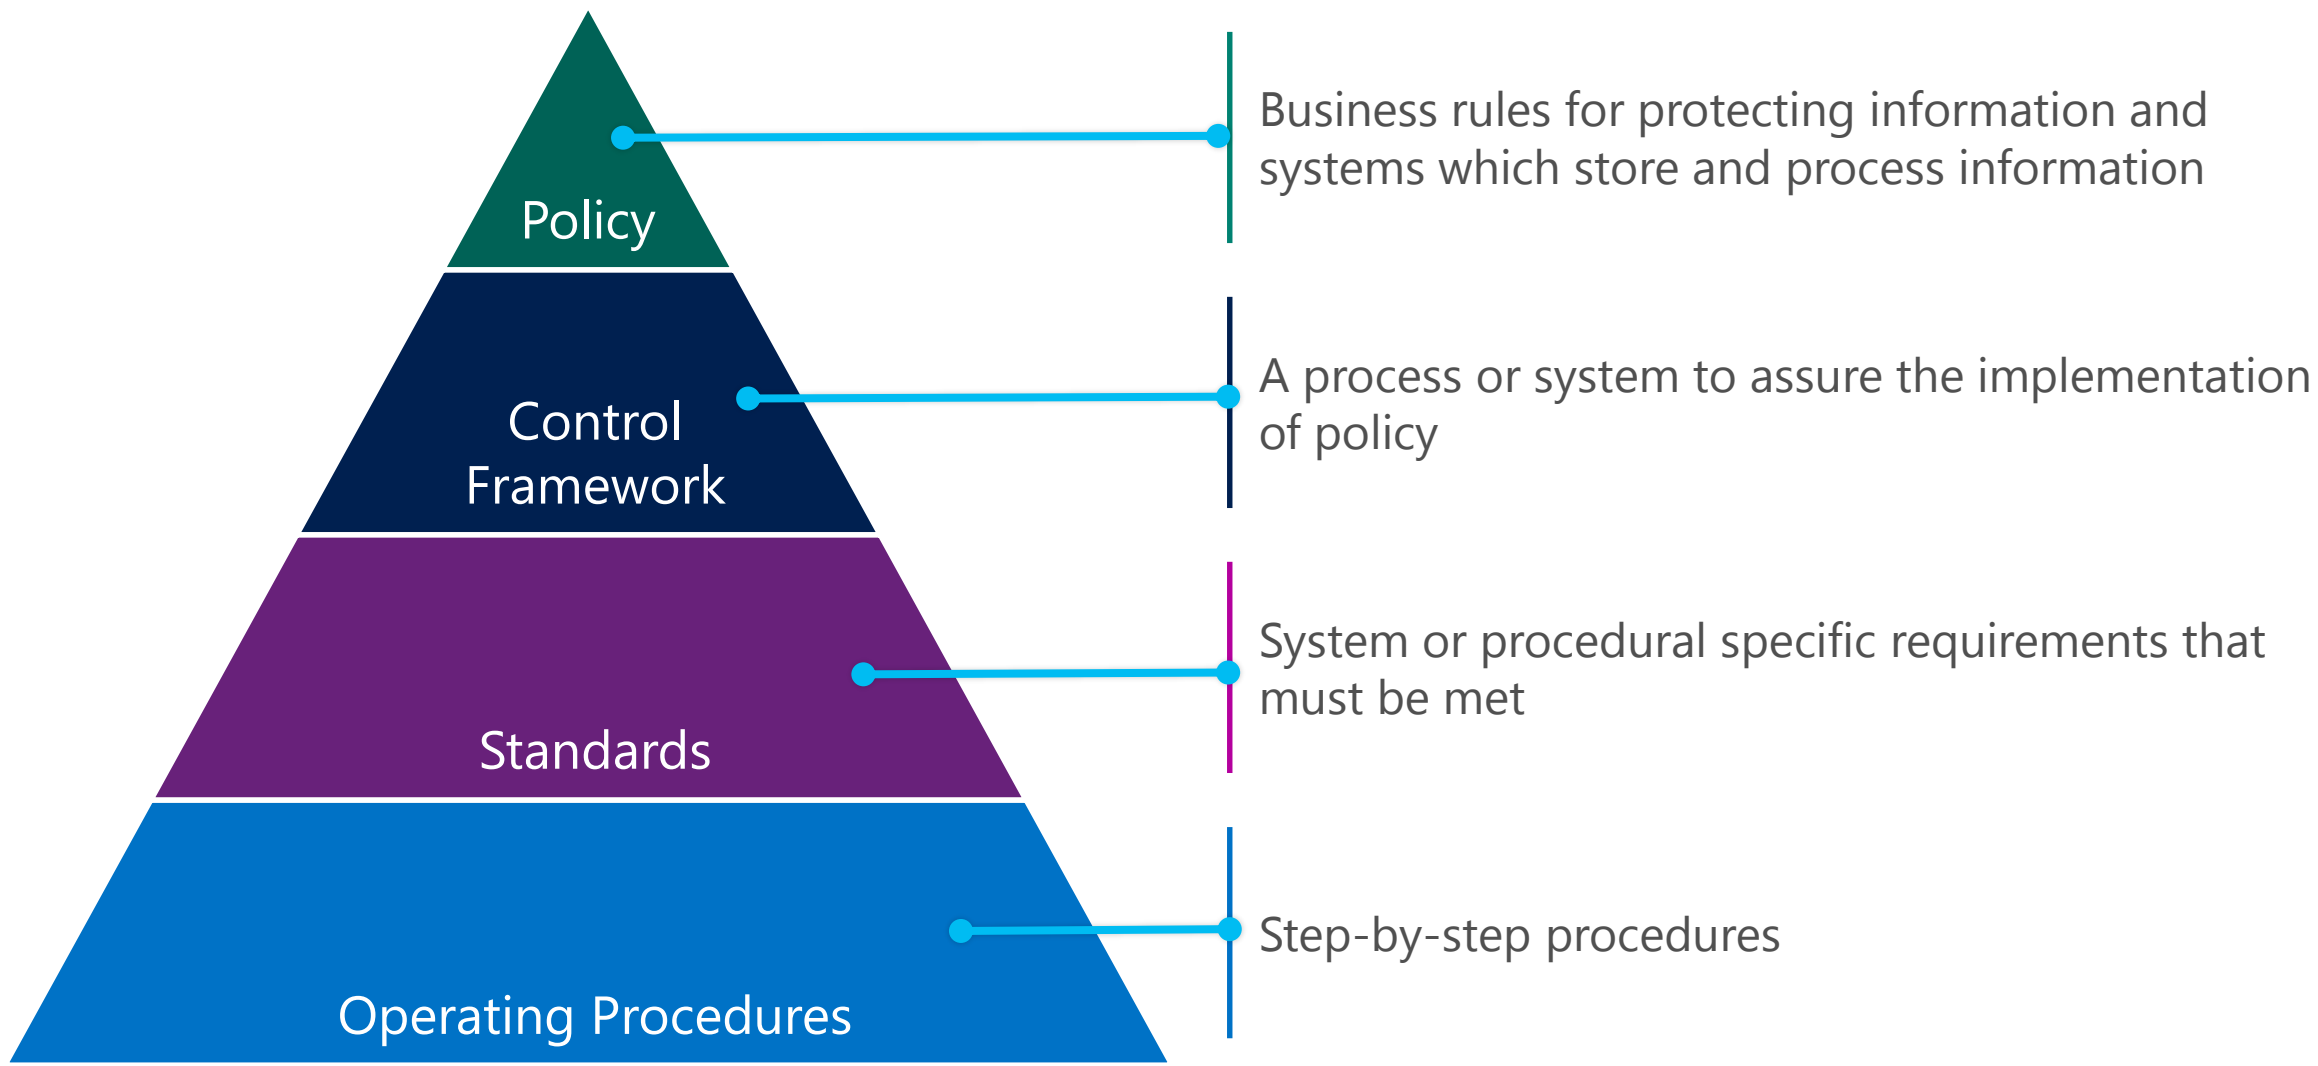 Policy
Business rules for protecting information and
systems which store and process information
Control
Framework
A process or system to assure the implementation
of policy
Standards
System or procedural specific requirements that
must be met
Operating Procedures
Step-by-step procedures